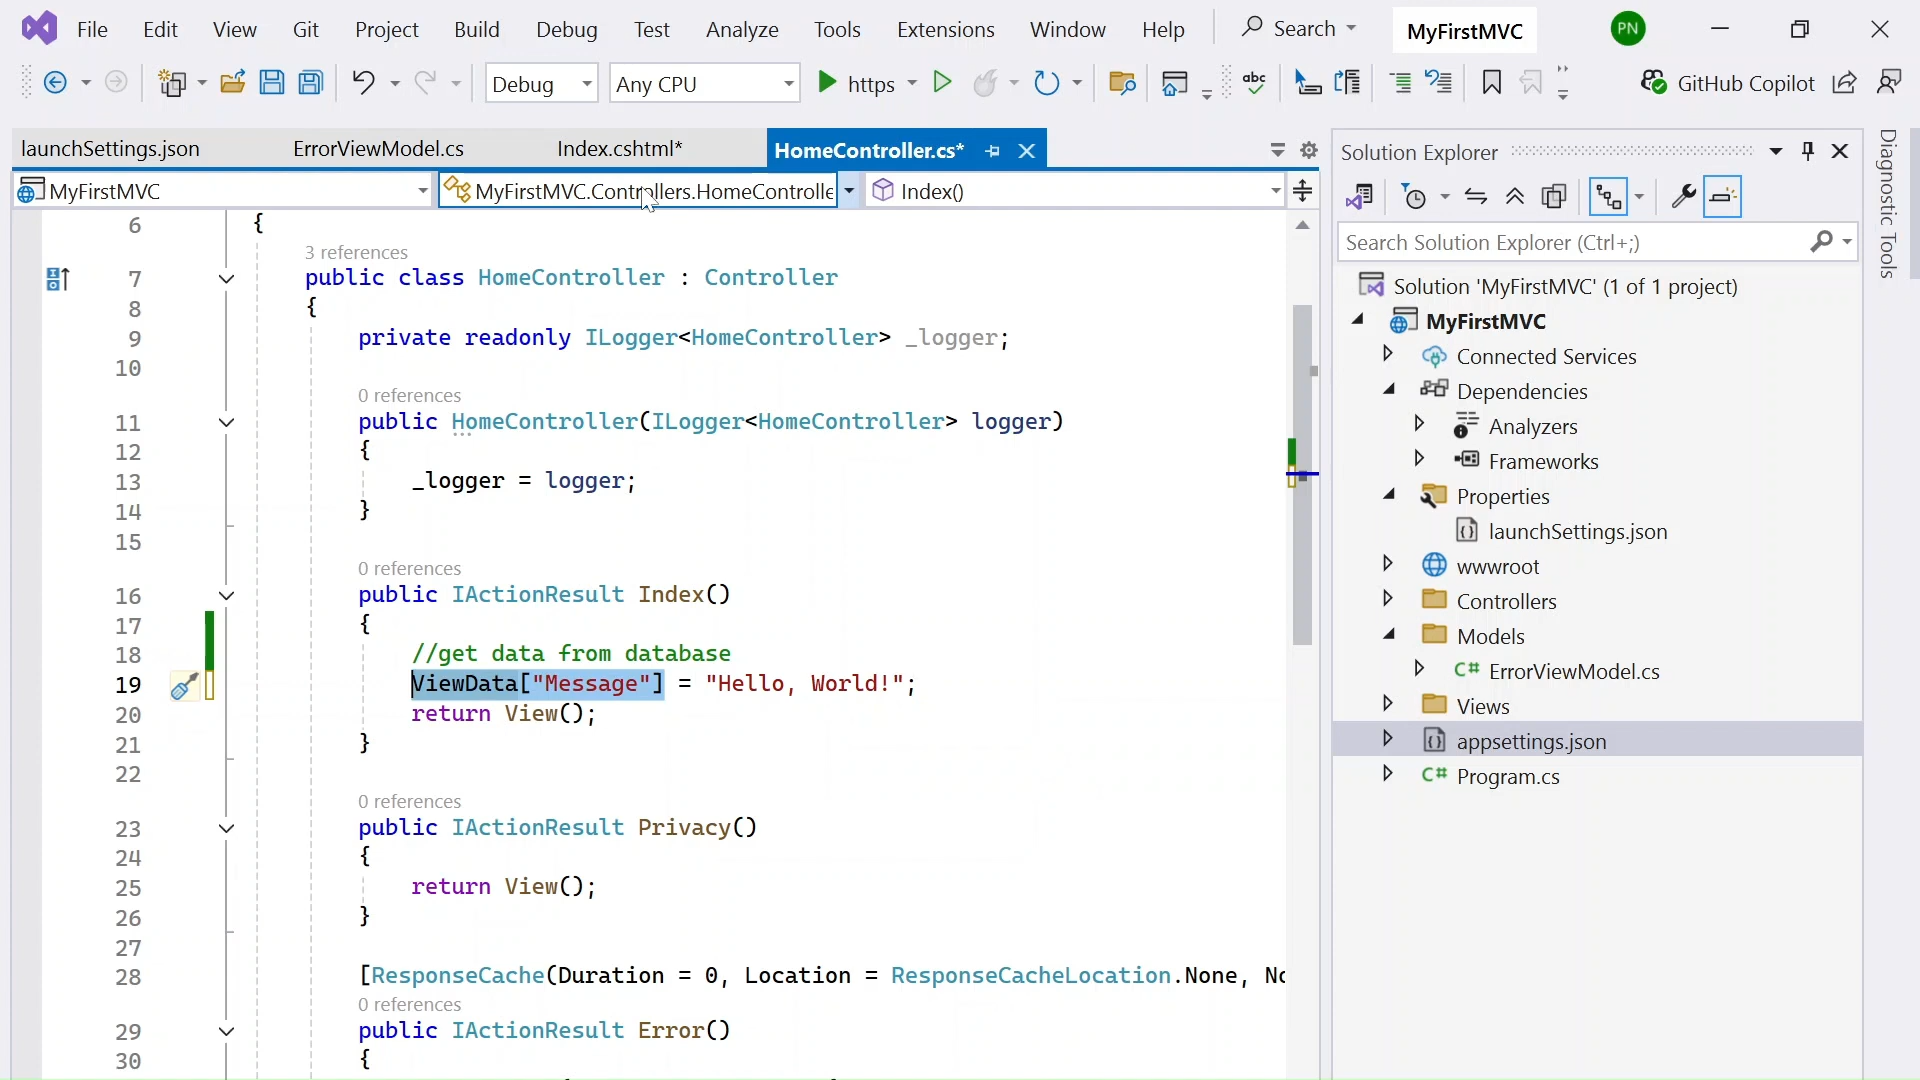 File Edit View Git Project Build Debug Test Analyze Tools Extensions Window Help Search MyFirstMVC PN
Debug Any CPU https abc GitHub Copilot
launchSettings.json ErrorViewModel.cs Index.cshtml* HomeController.cs*
MyFirstMVC MyFirstMVC.Controllers.HomeControlle Index()
6 {
3 references
7 public class HomeController : Controller
8 {
9 private readonly ILogger<HomeController> _logger;
10
0 references
11 public HomeController(ILogger<HomeController> logger)
12 {
13 _logger = logger;
14 }
15
0 references
16 public IActionResult Index()
17 {
18 //get data from database
19 ViewData["Message"] = "Hello, World!";
20 return View();
21 }
22
0 references
23 public IActionResult Privacy()
24 {
25 return View();
26 }
27
28 [ResponseCache(Duration = 0, Location = ResponseCacheLocation.None, No
0 references
29 public IActionResult Error()
30 {
Solution Explorer
Search Solution Explorer (Ctrl+;)
Solution 'MyFirstMVC' (1 of 1 project)
MyFirstMVC
Connected Services
Dependencies
Analyzers
Frameworks
Properties
launchSettings.json
wwwroot
Controllers
Models
C# ErrorViewModel.cs
Views
appsettings.json
C# Program.cs
Diagnostic Tools